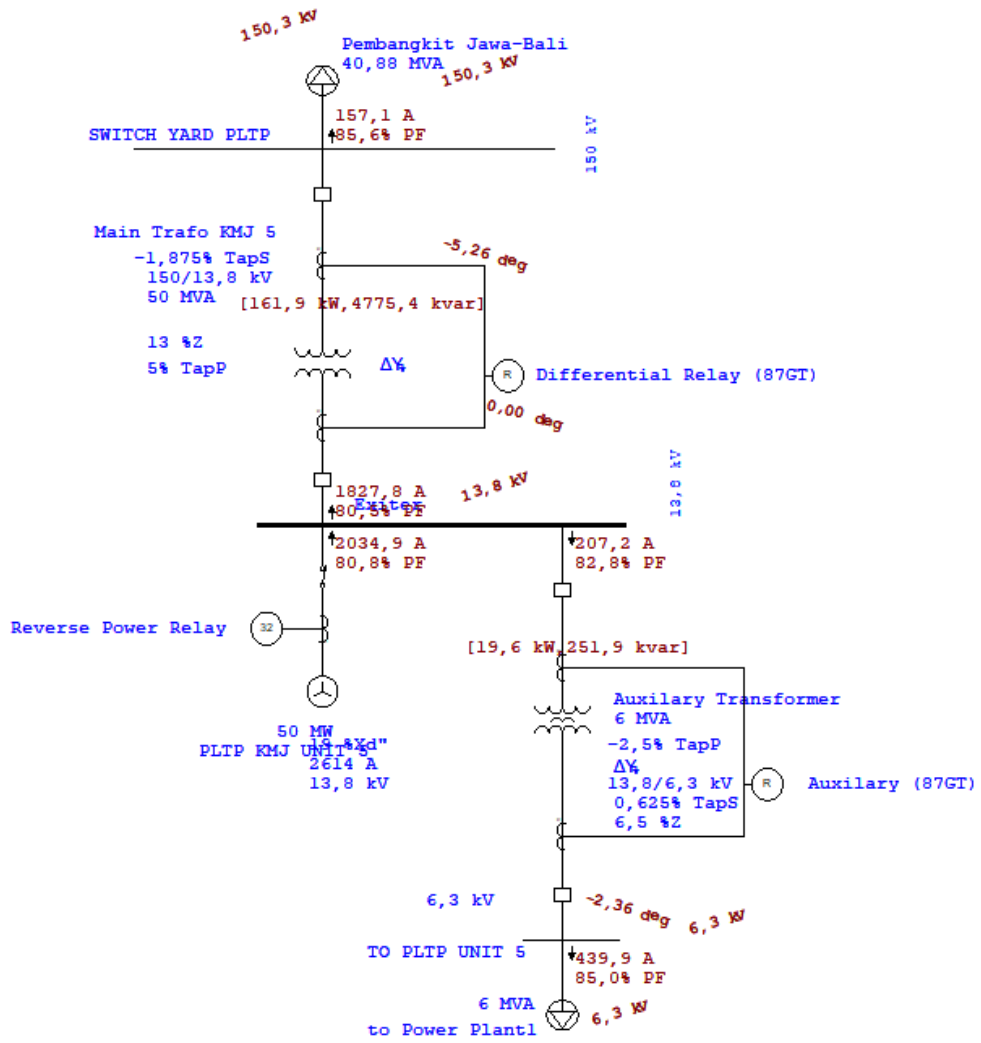 150,3 kV
Pembangkit Jawa-Bali
40,88 MVA
150,3 kV
157,1 A
85,6% PF
SWITCH YARD PLTP
150 kV
Main Trafo KMJ 5
-1,875% TapS
150/13,8 kV
50 MVA
-5,26 deg
[161,9 kW,4775,4 kvar]
13 %Z
5% TapP
ΔY
R
Differential Relay (87GT)
0,00 deg
13,8 kV
1827,8 A
80,5% PF
Exiter
13,8 kV
2034,9 A
80,8% PF
207,2 A
82,8% PF
Reverse Power Relay
32
[19,6 kW,251,9 kvar]
50 MW
PLTP KMJ UNIT 5
19 %Xd"
2614 A
13,8 kV
Auxilary Transformer
6 MVA
-2,5% TapP
ΔY
13,8/6,3 kV
0,625% TapS
6,5 %Z
R
Auxilary (87GT)
6,3 kV
-2,36 deg
6,3 kV
TO PLTP UNIT 5
439,9 A
85,0% PF
6 MVA
to Power Plantl
6,3 kV